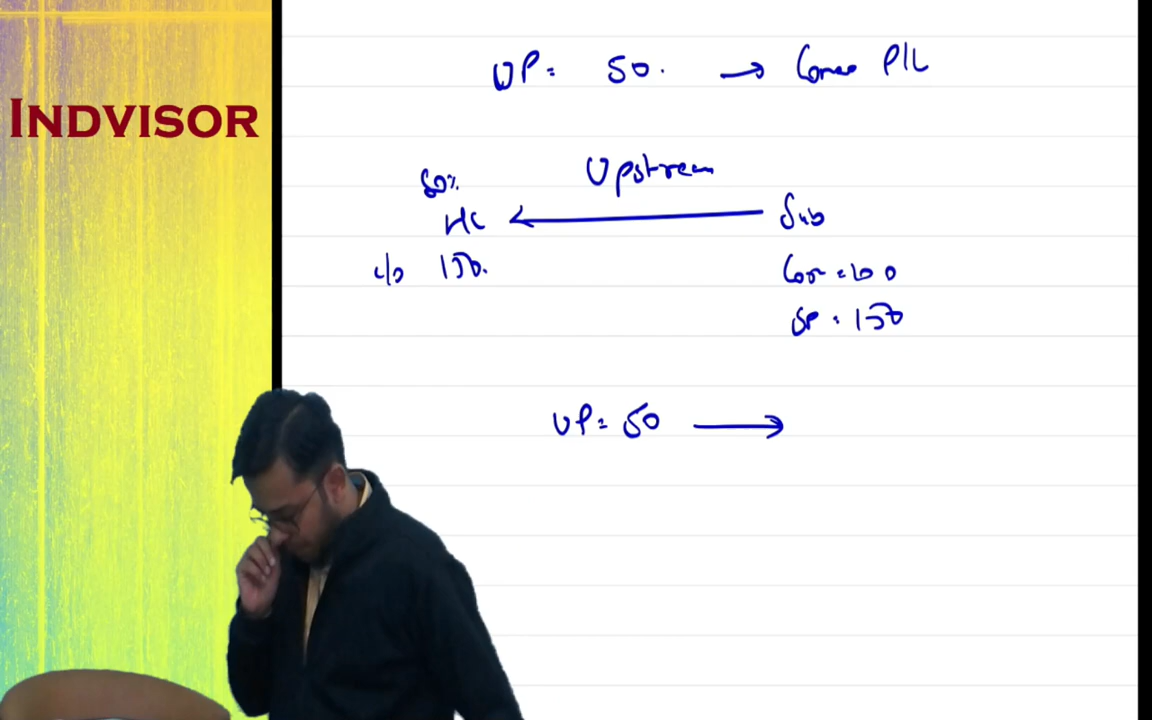 INDVISOR
UP = 50. → Conso P/L
Upstream
80%
HC ← Sub
c/s 150. Cost = 100
SP = 150
UP = 50 →